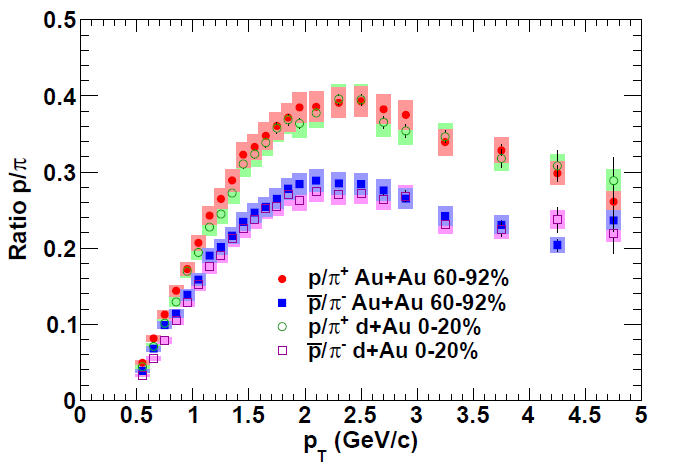 Ratio p/π
0.5
0.4
0.3
0.2
0.1
0
p/π⁺ Au+Au 60-92%
p̅/π⁻ Au+Au 60-92%
p/π⁺ d+Au 0-20%
p̅/π⁻ d+Au 0-20%
0 0.5 1 1.5 2 2.5 3 3.5 4 4.5 5
p_T (GeV/c)